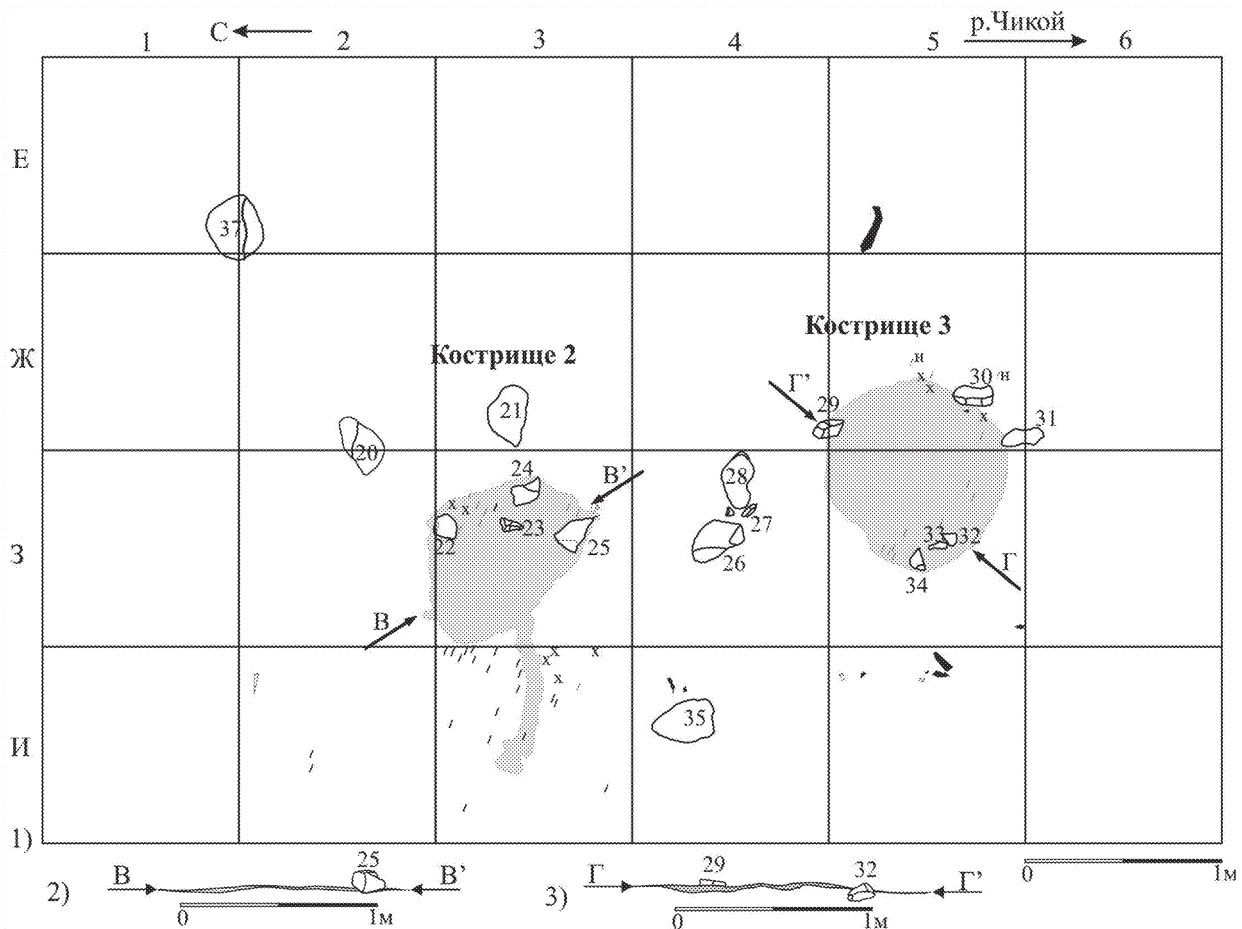 С
р.Чикой
1 2 3 4 5 6
Е
37
Ж
Кострище 3
Кострище 2
н
х
х
30 н
Г’
29
х
21
31
20
28
24
В’
х х
23
27
22
25
26
33 32
З
34
Г
В
х х х
х
35
И
1)
2) В 25 В’
0 1м
3) Г 29 32 Г’
0 1м
0 1м